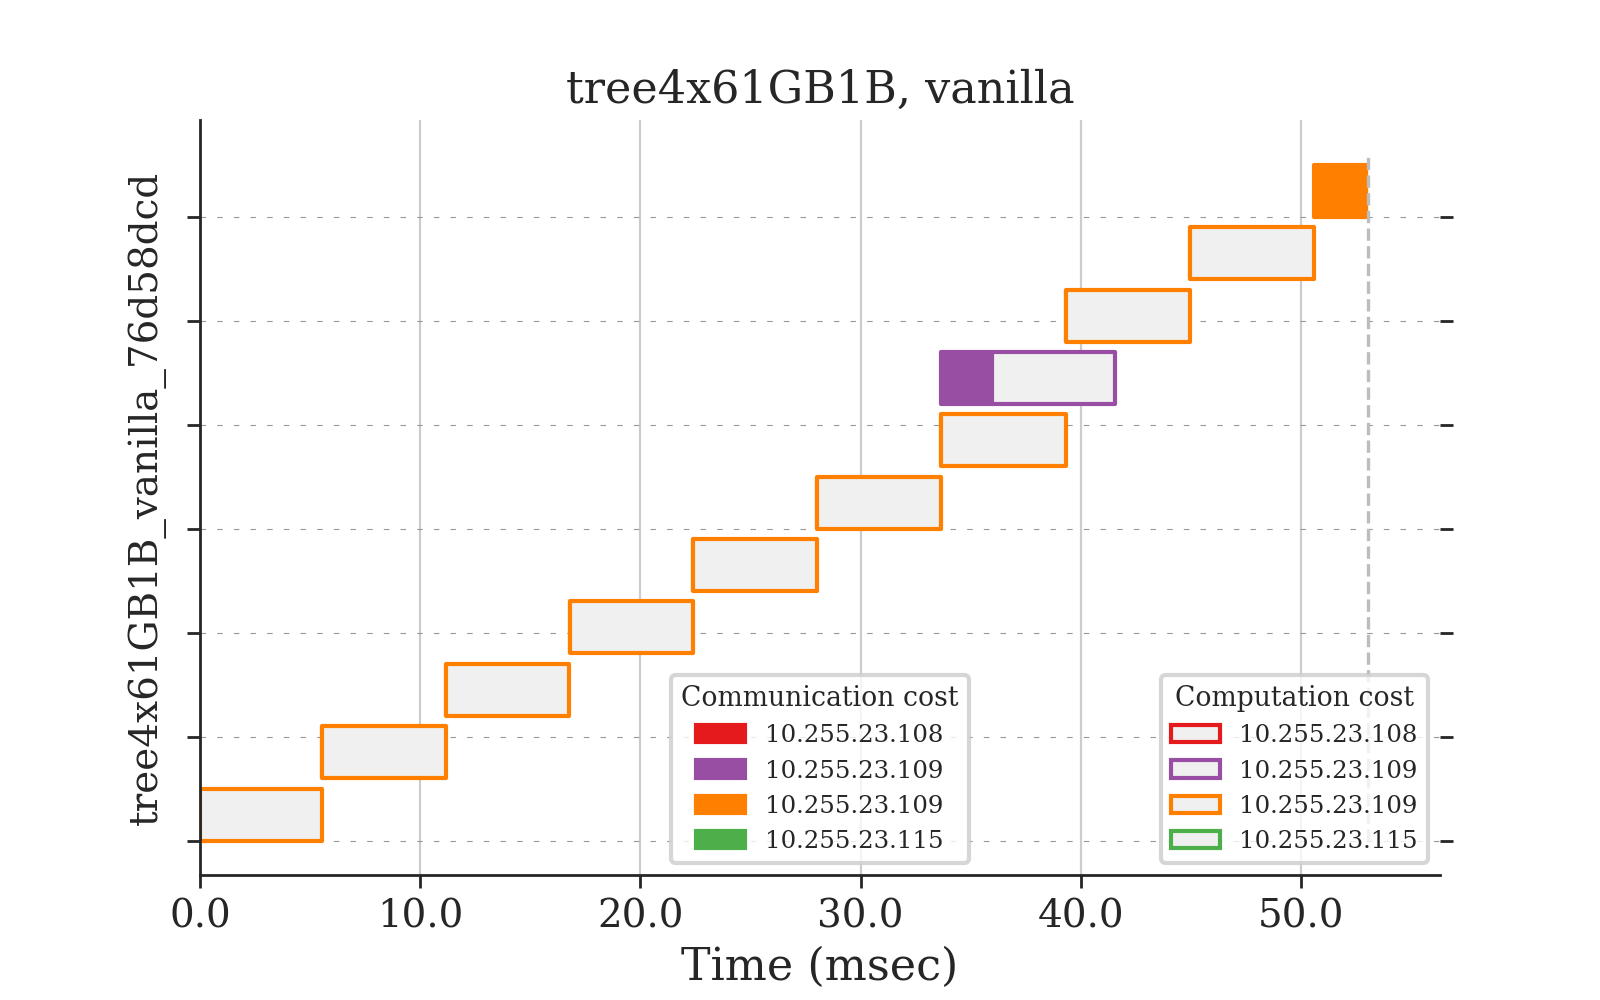 tree4x61GB1B, vanilla
tree4x61GB1B_vanilla_76d58dcd
Communication cost
10.255.23.108
10.255.23.109
10.255.23.109
10.255.23.115
Computation cost
10.255.23.108
10.255.23.109
10.255.23.109
10.255.23.115
0.0 10.0 20.0 30.0 40.0 50.0
Time (msec)